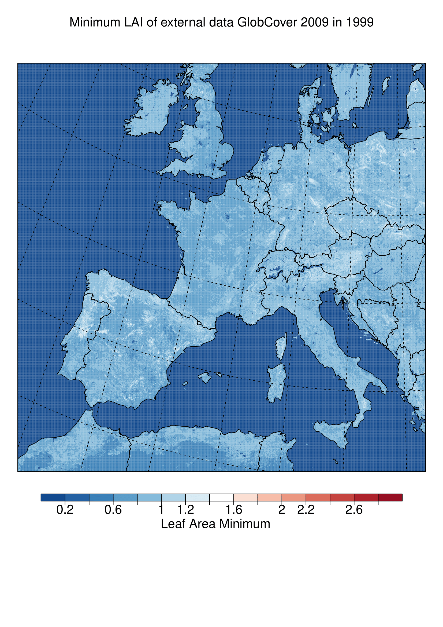 Minimum LAI of external data GlobCover 2009 in 1999
0.2 0.6 1 1.2 1.6 2 2.2 2.6
Leaf Area Minimum